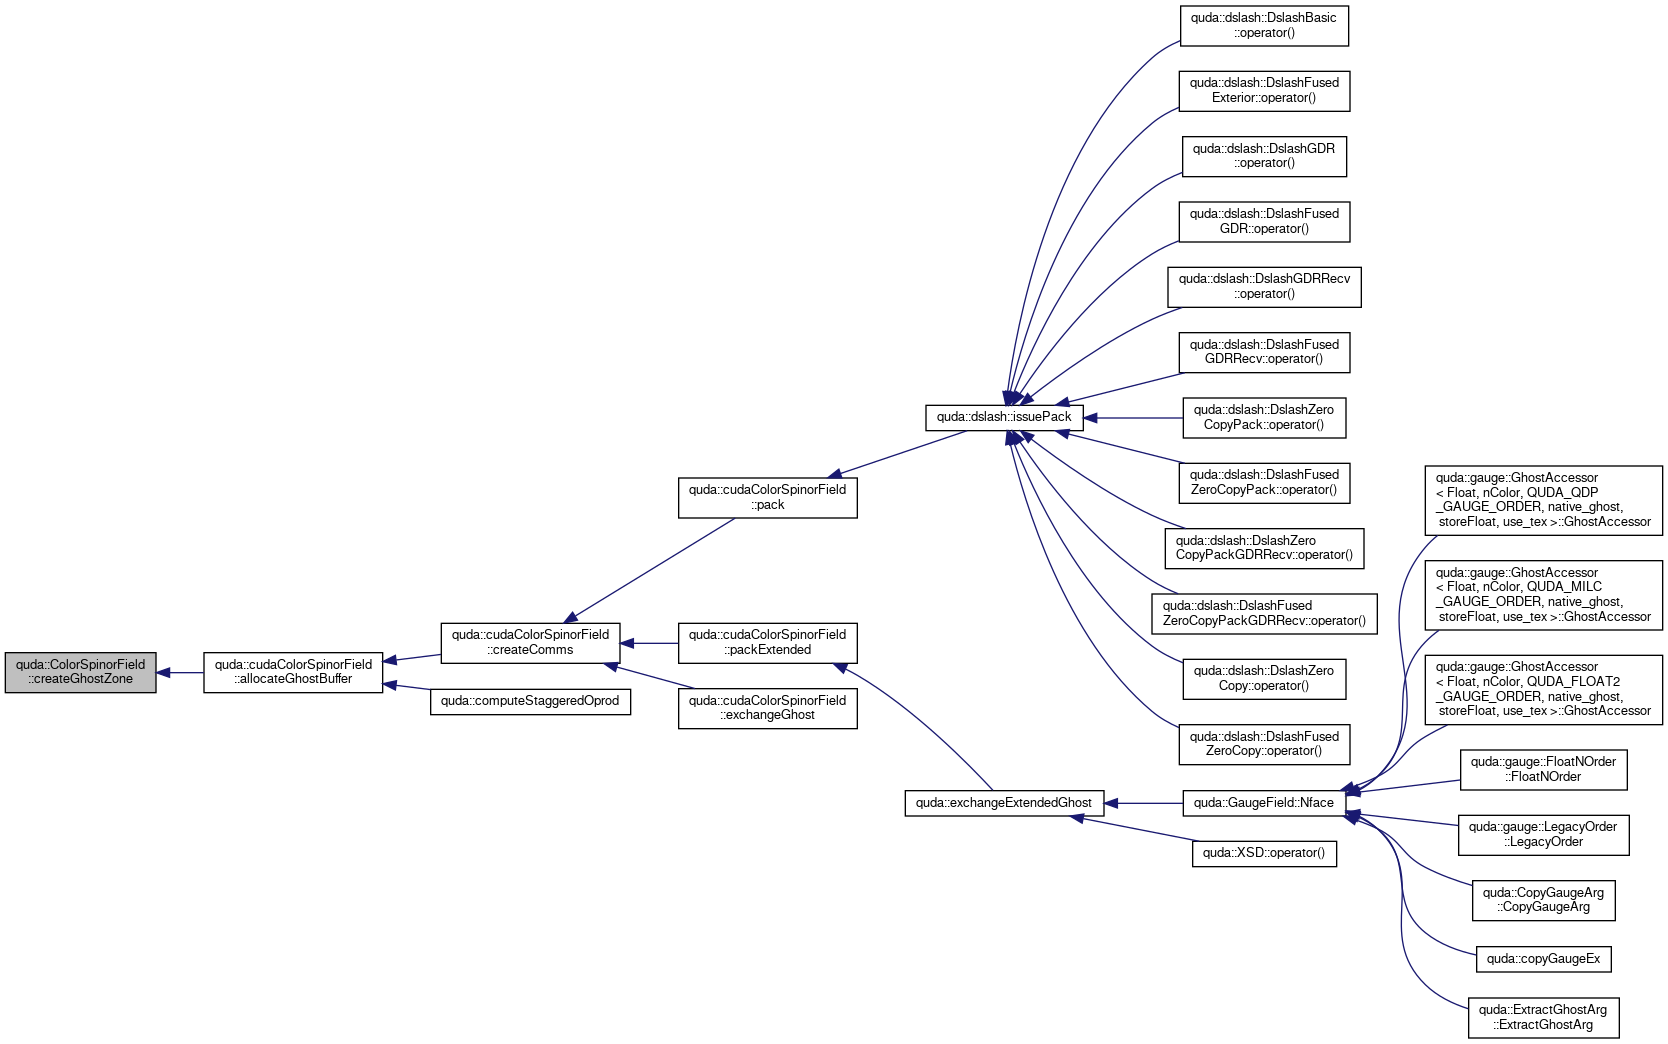 quda::ColorSpinorField
::createGhostZone
quda::cudaColorSpinorField
::allocateGhostBuffer
quda::cudaColorSpinorField
::createComms
quda::computeStaggeredOprod
quda::cudaColorSpinorField
::pack
quda::cudaColorSpinorField
::packExtended
quda::cudaColorSpinorField
::exchangeGhost
quda::dslash::issuePack
quda::exchangeExtendedGhost
quda::dslash::DslashBasic
::operator()
quda::dslash::DslashFused
Exterior::operator()
quda::dslash::DslashGDR
::operator()
quda::dslash::DslashFused
GDR::operator()
quda::dslash::DslashGDRRecv
::operator()
quda::dslash::DslashFused
GDRRecv::operator()
quda::dslash::DslashZero
CopyPack::operator()
quda::dslash::DslashFused
ZeroCopyPack::operator()
quda::dslash::DslashZero
CopyPackGDRRecv::operator()
quda::dslash::DslashFused
ZeroCopyPackGDRRecv::operator()
quda::dslash::DslashZero
Copy::operator()
quda::dslash::DslashFused
ZeroCopy::operator()
quda::GaugeField::Nface
quda::XSD::operator()
quda::gauge::GhostAccessor
< Float, nColor, QUDA_QDP
_GAUGE_ORDER, native_ghost,
storeFloat, use_tex >::GhostAccessor
quda::gauge::GhostAccessor
< Float, nColor, QUDA_MILC
_GAUGE_ORDER, native_ghost,
storeFloat, use_tex >::GhostAccessor
quda::gauge::GhostAccessor
< Float, nColor, QUDA_FLOAT2
_GAUGE_ORDER, native_ghost,
storeFloat, use_tex >::GhostAccessor
quda::gauge::FloatNOrder
::FloatNOrder
quda::gauge::LegacyOrder
::LegacyOrder
quda::CopyGaugeArg
::CopyGaugeArg
quda::copyGaugeEx
quda::ExtractGhostArg
::ExtractGhostArg